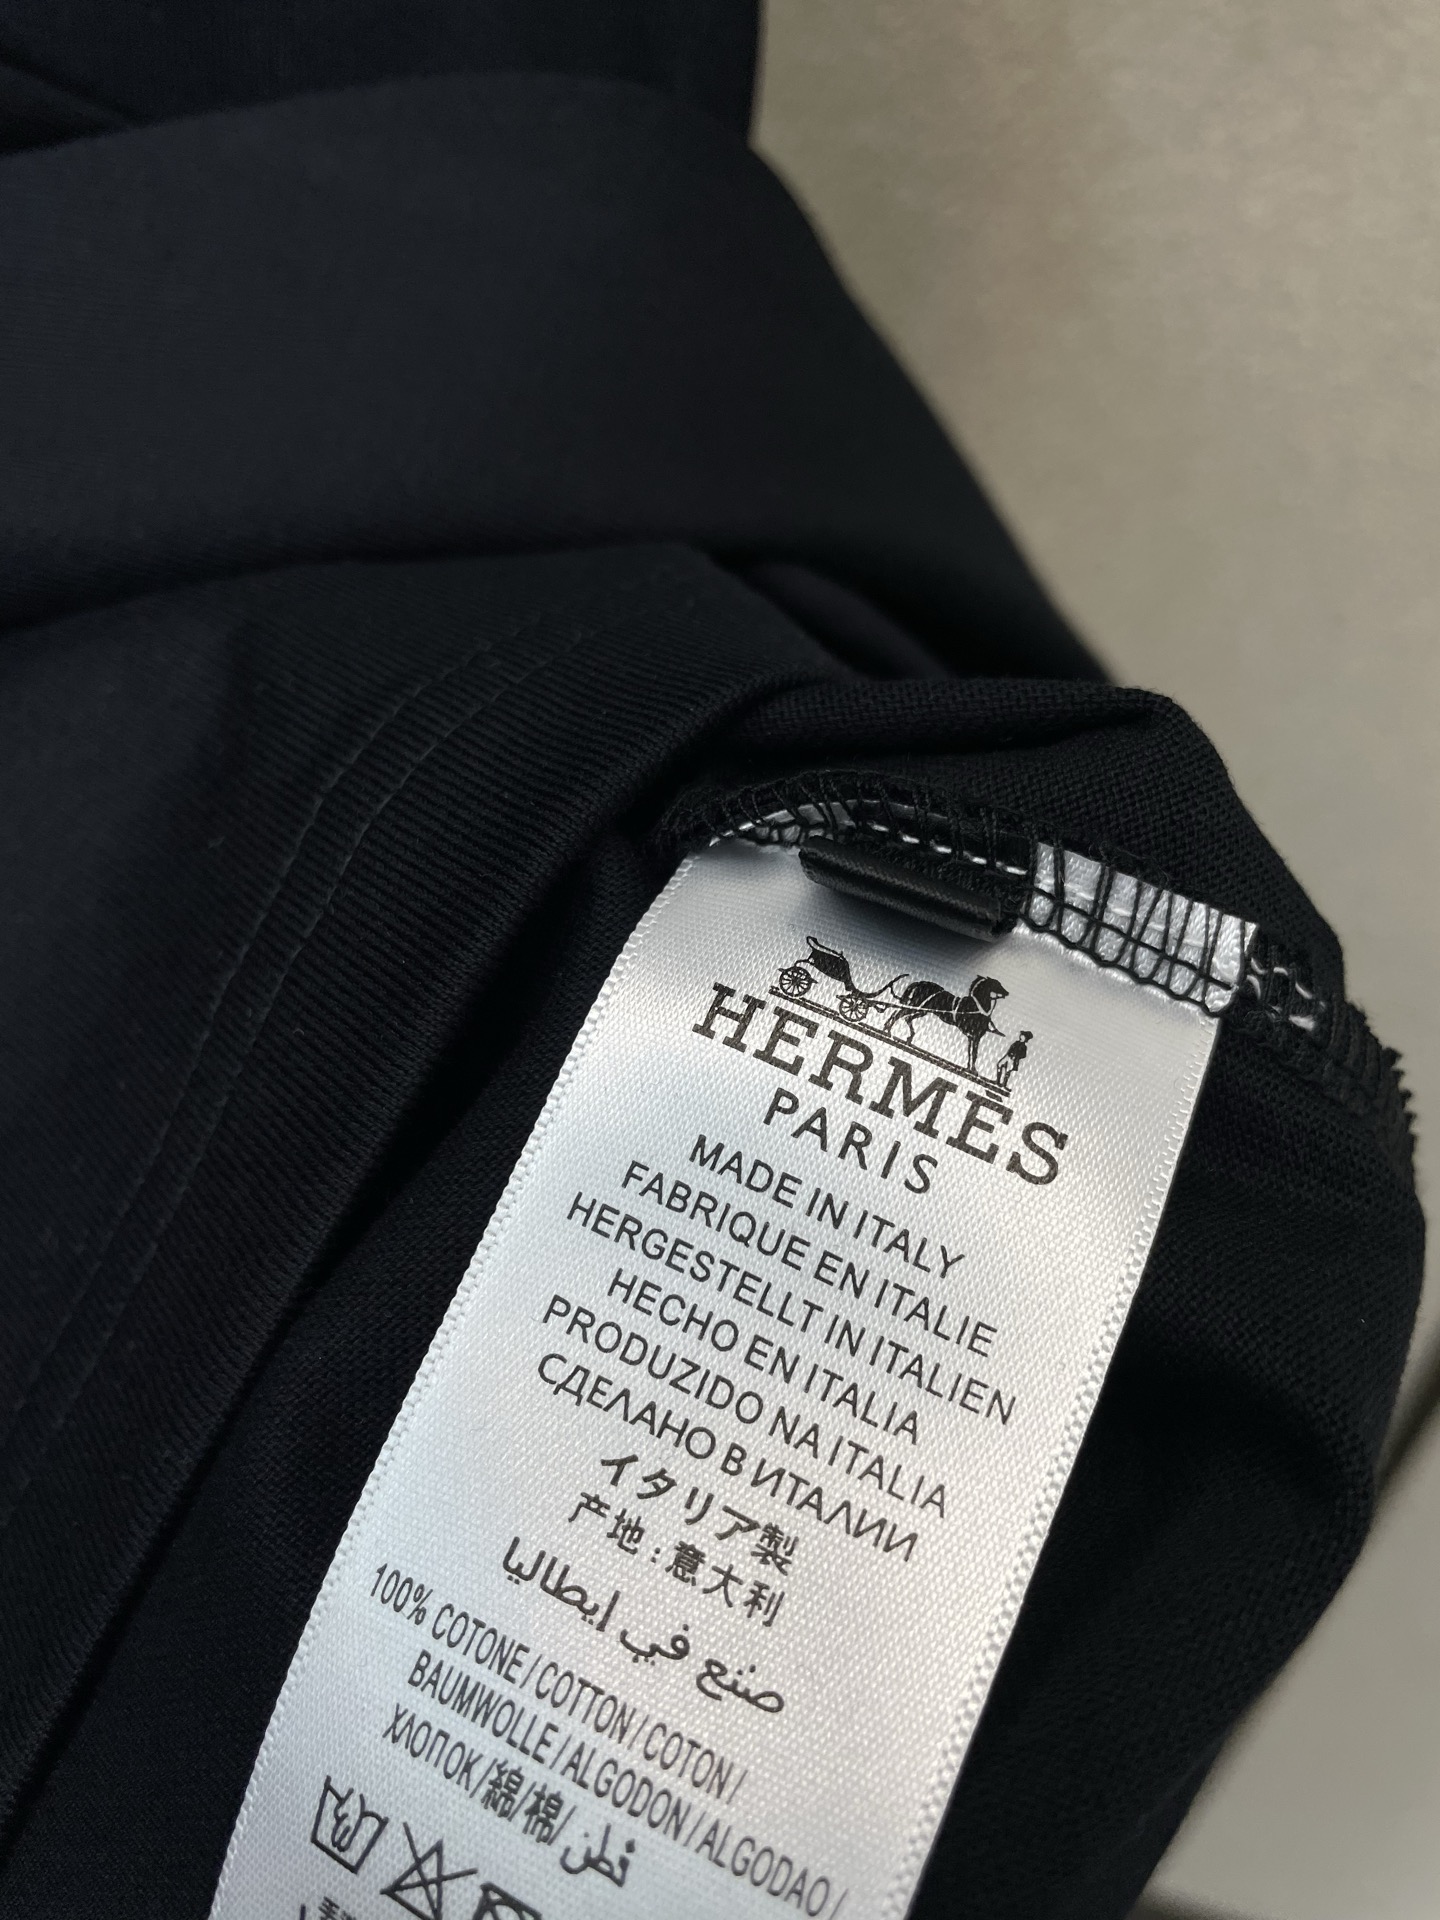 HERMÈS
PARIS
MADE IN ITALY
FABRIQUE EN ITALIE
HERGESTELLT IN ITALIEN
HECHO EN ITALIA
PRODUZIDO NA ITALIA
СДЕЛАНО В ИТАЛИИ
イタリア製
产地:意大利
صنع في ايطاليا
100% COTONE/COTTON/COTON/
BAUMWOLLE/ALGODON/ALGODAO/
ХЛОПОК/綿/棉/قطن